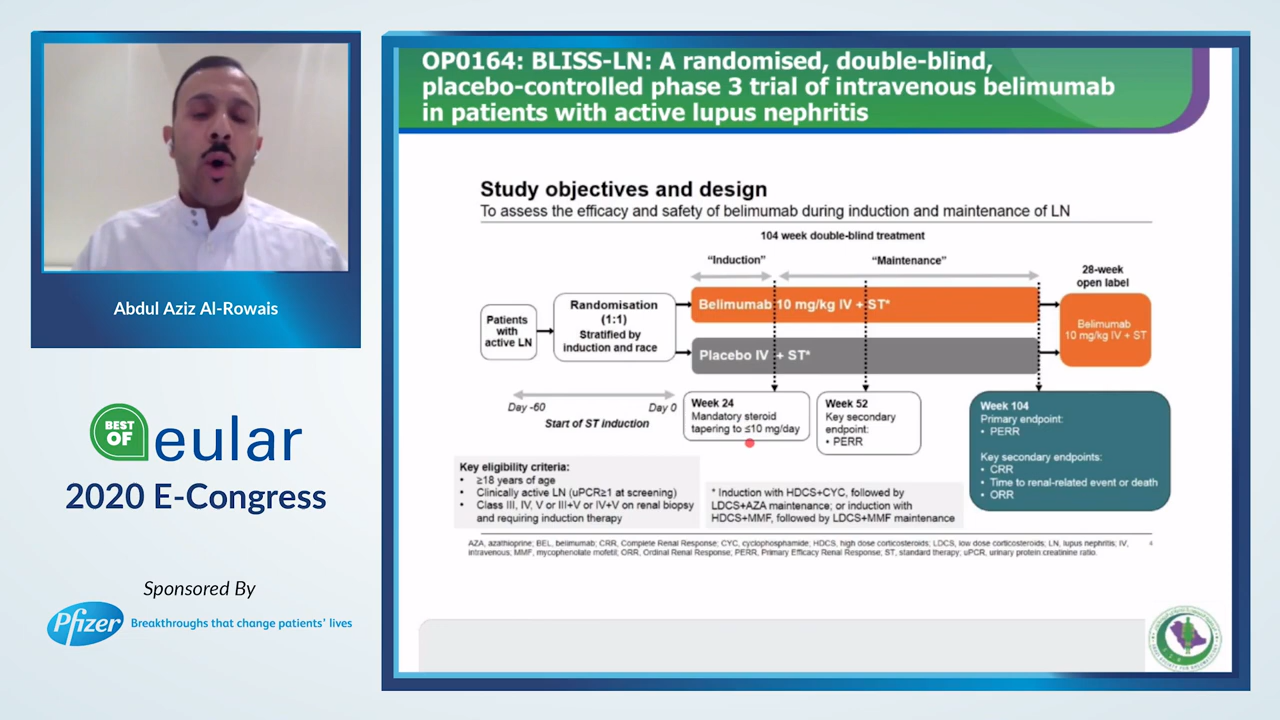 Abdul Aziz Al-Rowais
BEST
OF
eular
2020 E-Congress
Sponsored By
Pfizer
Breakthroughs that change patients' lives
OP0164: BLISS-LN: A randomised, double-blind,
placebo-controlled phase 3 trial of intravenous belimumab
in patients with active lupus nephritis
Study objectives and design
To assess the efficacy and safety of belimumab during induction and maintenance of LN
104 week double-blind treatment
"Induction"
"Maintenance"
28-week
open label
Patients
with
active LN
Randomisation
(1:1)
Stratified by
induction and race
Belimumab 10 mg/kg IV + ST*
Placebo IV + ST*
Belimumab
10 mg/kg IV + ST
Day -60
Day 0
Start of ST induction
Week 24
Mandatory steroid
tapering to ≤10 mg/day
Week 52
Key secondary
endpoint:
• PERR
Week 104
Primary endpoint:
• PERR
Key secondary endpoints:
• CRR
• Time to renal-related event or death
• ORR
Key eligibility criteria:
• ≥18 years of age
• Clinically active LN (uPCR≥1 at screening)
• Class III, IV, V or III+V or IV+V on renal biopsy
and requiring induction therapy
* Induction with HDCS+CYC, followed by
LDCS+AZA maintenance; or induction with
HDCS+MMF, followed by LDCS+MMF maintenance
AZA, azathioprine; BEL, belimumab; CRR, Complete Renal Response; CYC, cyclophosphamide; HDCS, high dose corticosteroids; LDCS, low dose corticosteroids; LN, lupus nephritis; IV,
intravenous; MMF, mycophenolate mofetil; ORR, Ordinal Renal Response; PERR, Primary Efficacy Renal Response; ST, standard therapy; uPCR, urinary protein:creatinine ratio.
4